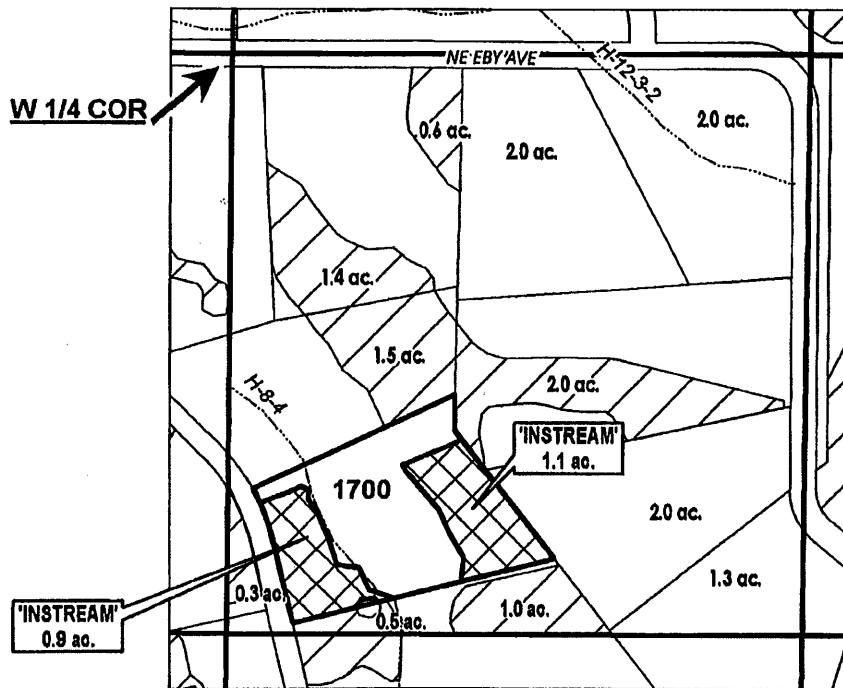 NE EBY AVE
H-12-3-2
W 1/4 COR
0.6 ac.
2.0 ac.
2.0 ac.
1.4 ac.
1.5 ac.
2.0 ac.
H-8-4
'INSTREAM'
1.1 ac.
1700
2.0 ac.
1.3 ac.
0.3 ac.
'INSTREAM'
0.9 ac.
0.5 ac.
1.0 ac.